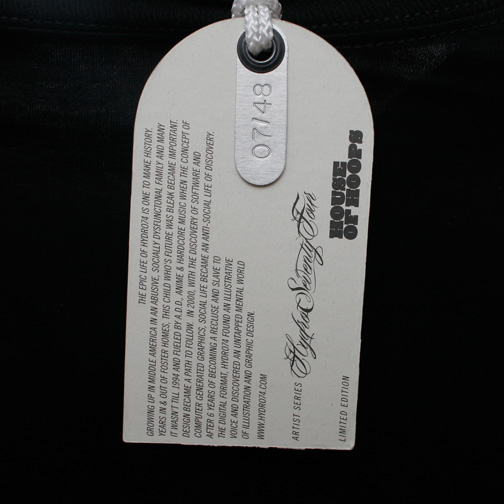 07/48
THE EPIC LIFE OF HYDRO74 IS ONE TO MAKE HISTORY.
GROWING UP IN MIDDLE AMERICA IN AN ABUSIVE, SOCIALLY DYSFUNCTIONAL FAMILY AND MANY
YEARS IN & OUT OF FOSTER HOMES, THIS CHILD WHO'S FUTURE WAS BLEAK BECAME IMPORTANT.
IT WASN'T TILL 1994 AND FUELED BY A.D.D., ANIME & HARDCORE MUSIC WHEN THE CONCEPT OF
DESIGN BECAME A PATH TO FOLLOW. IN 2000, WITH THE DISCOVERY OF SOFTWARE AND
COMPUTER GENERATED GRAPHICS, SOCIAL LIFE BECAME AN ANTI-SOCIAL LIFE OF DISCOVERY.
AFTER 6 YEARS OF BECOMING A RECLUSE AND SLAVE TO
THE DIGITAL FORMAT, HYDRO74 FOUND AN ILLUSTRATIVE
VOICE AND DISCOVERED AN UNTAPPED MENTAL WORLD
OF ILLUSTRATION AND GRAPHIC DESIGN.
WWW.HYDRO74.COM
ARTIST SERIES
Hydro Seventy Four
HOUSE
OF HOOPS
LIMITED EDITION